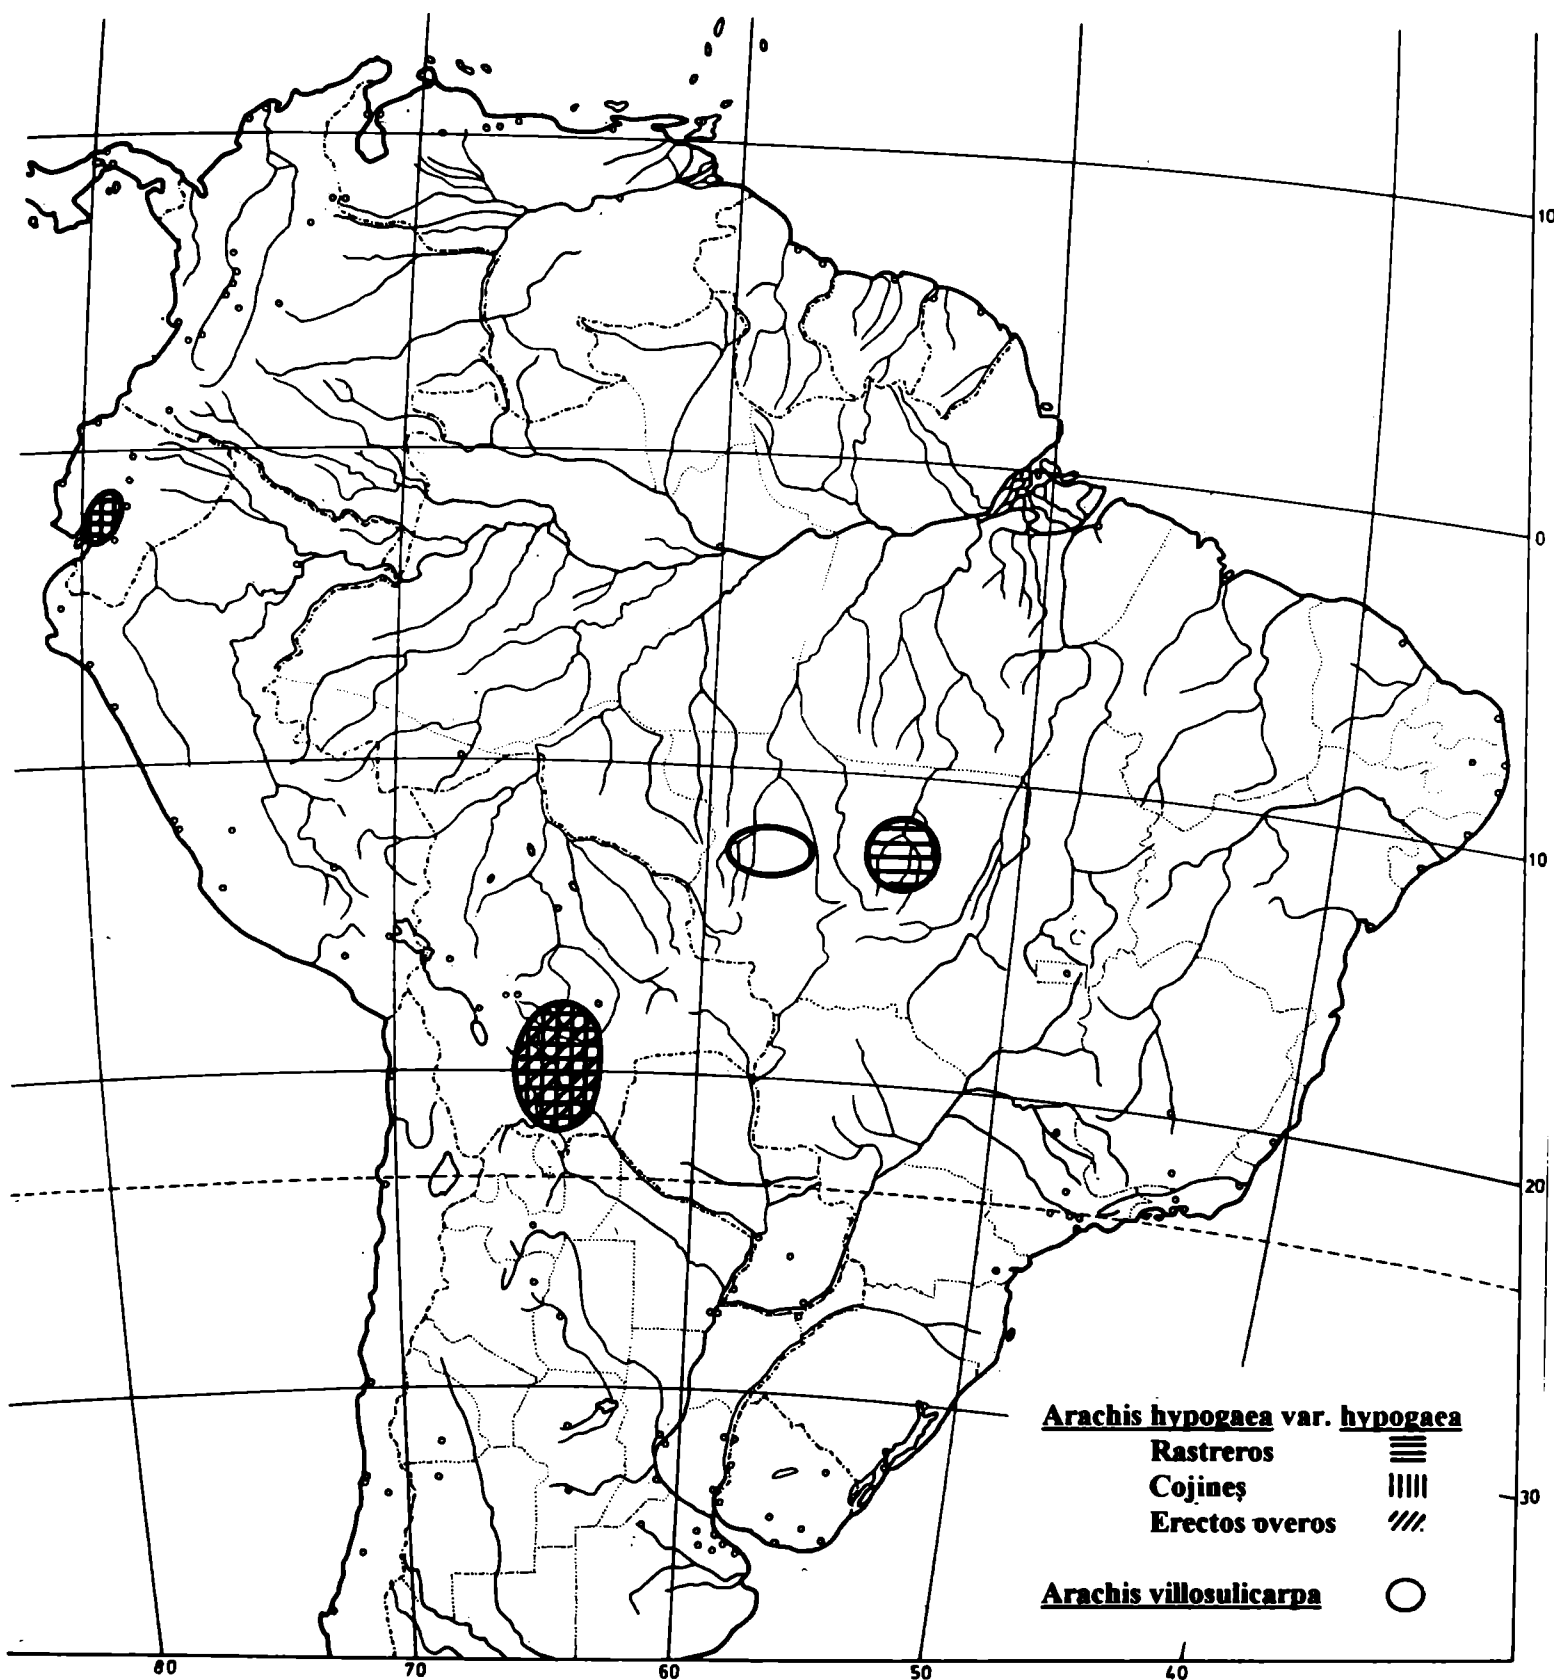 10
0
10
20
Arachis hypogaea var. hypogaea
Rastreros
Cojines
Erectos overos
30
Arachis villosulicarpa
80
70
60
50
40